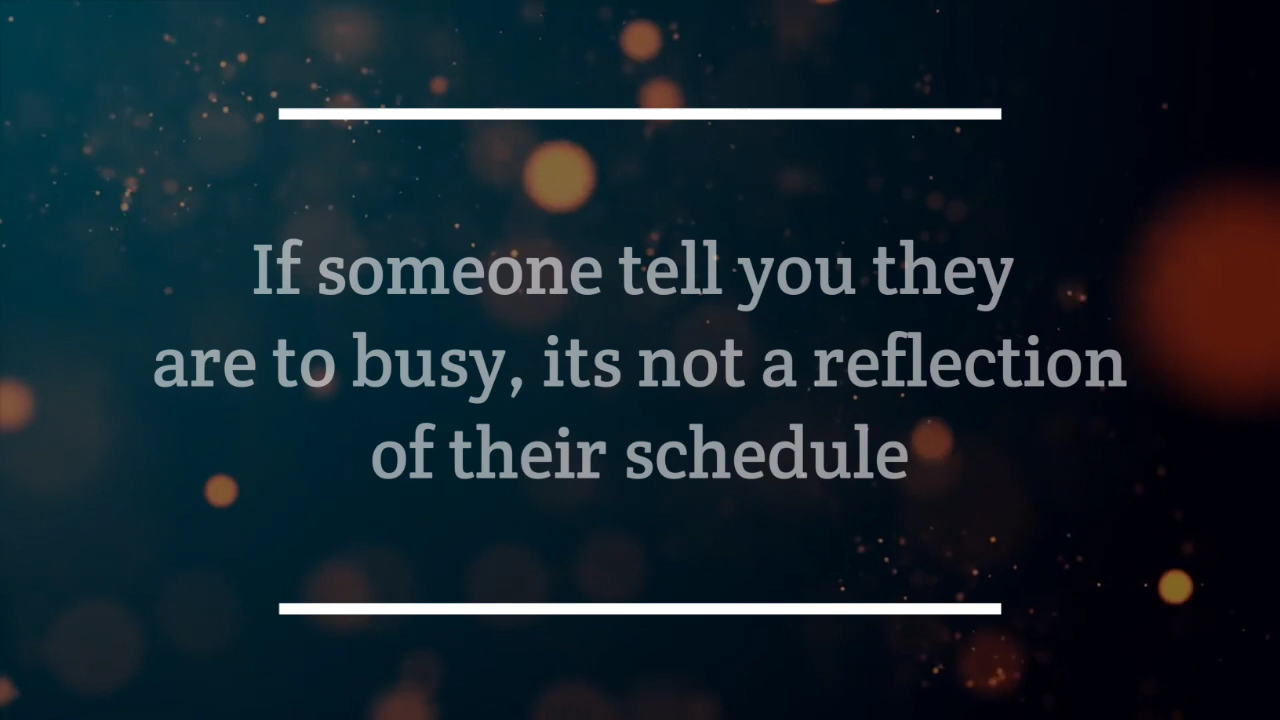 If someone tell you they
are to busy, its not a reflection
of their schedule